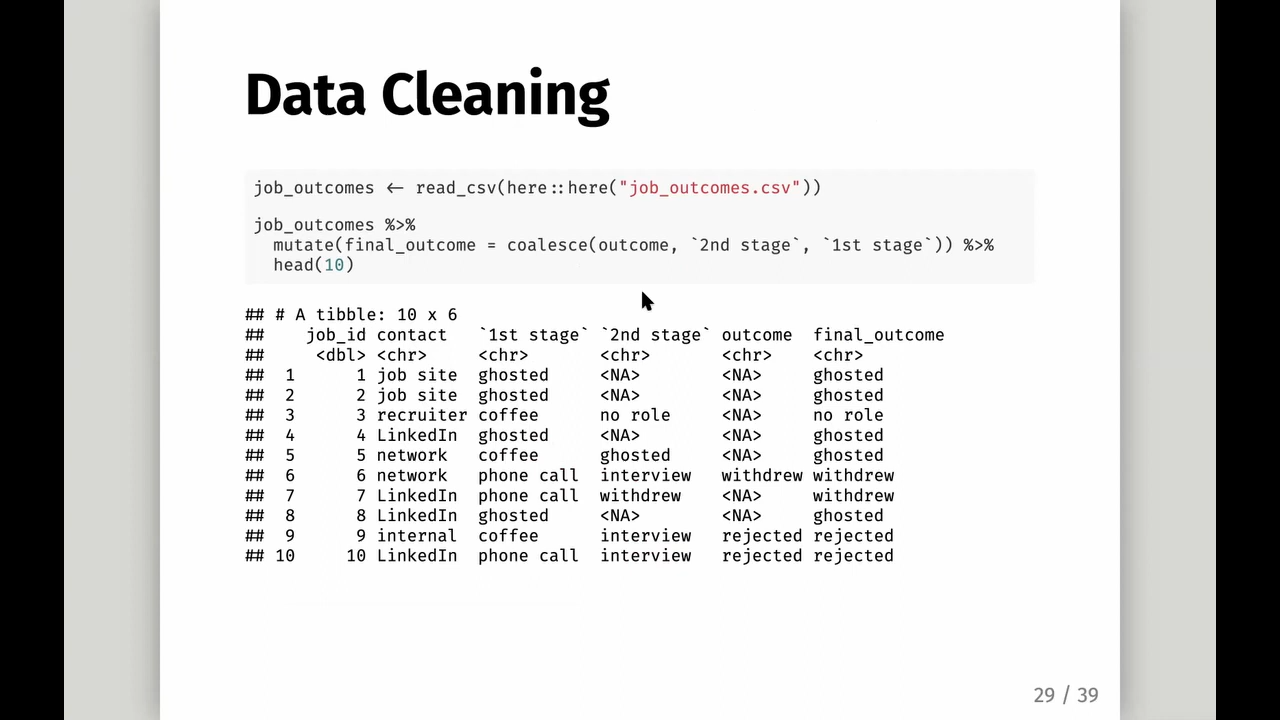 Data Cleaning
job_outcomes <- read_csv(here::here("job_outcomes.csv"))
job_outcomes %>%
  mutate(final_outcome = coalesce(outcome, `2nd stage`, `1st stage`)) %>%
  head(10)
## # A tibble: 10 x 6
##    job_id contact   `1st stage` `2nd stage` outcome  final_outcome
##     <dbl> <chr>     <chr>       <chr>       <chr>    <chr>
##  1      1 job site  ghosted     <NA>        <NA>     ghosted
##  2      2 job site  ghosted     <NA>        <NA>     ghosted
##  3      3 recruiter coffee      no role     <NA>     no role
##  4      4 LinkedIn  ghosted     <NA>        <NA>     ghosted
##  5      5 network   coffee      ghosted     <NA>     ghosted
##  6      6 network   phone call  interview   withdrew withdrew
##  7      7 LinkedIn  phone call  withdrew    <NA>     withdrew
##  8      8 LinkedIn  ghosted     <NA>        <NA>     ghosted
##  9      9 internal  coffee      interview   rejected rejected
## 10     10 LinkedIn  phone call  interview   rejected rejected
29 / 39